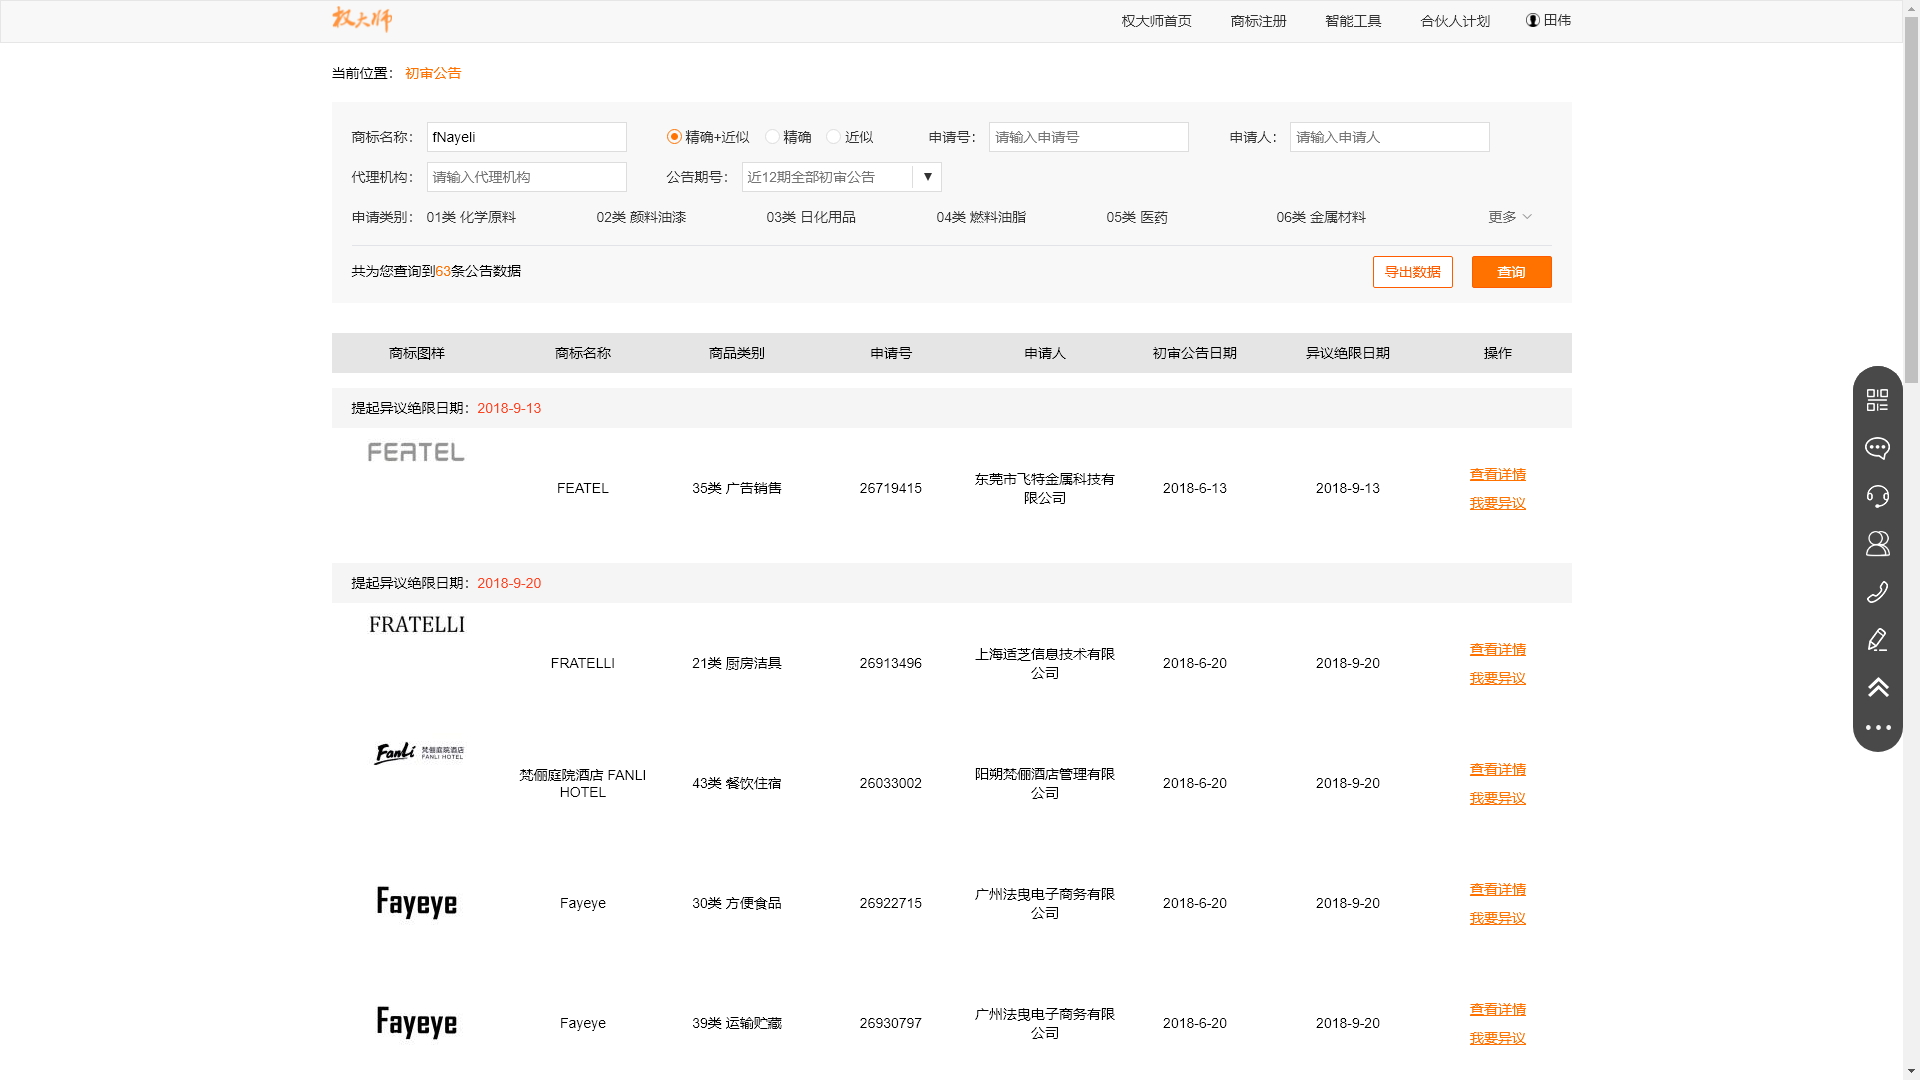 权大师
权大师首页 商标注册 智能工具 合伙人计划 田伟
当前位置： 初审公告
商标名称： fNayeli 精确+近似 精确 近似 申请号： 请输入申请号 申请人： 请输入申请人
代理机构： 请输入代理机构 公告期号： 近12期全部初审公告 ▼
申请类别： 01类 化学原料 02类 颜料油漆 03类 日化用品 04类 燃料油脂 05类 医药 06类 金属材料 更多
共为您查询到63条公告数据 导出数据 查询
商标图样 商标名称 商品类别 申请号 申请人 初审公告日期 异议绝限日期 操作
提起异议绝限日期：2018-9-13
FEATEL
FEATEL 35类 广告销售 26719415 东莞市飞特金属科技有限公司 2018-6-13 2018-9-13 查看详情
我要异议
提起异议绝限日期：2018-9-20
FRATELLI
FRATELLI 21类 厨房洁具 26913496 上海适芝信息技术有限公司 2018-6-20 2018-9-20 查看详情
我要异议
FanLi 梵俪庭院酒店
FANLI HOTEL
梵俪庭院酒店 FANLI HOTEL 43类 餐饮住宿 26033002 阳朔梵俪酒店管理有限公司 2018-6-20 2018-9-20 查看详情
我要异议
Fayeye
Fayeye 30类 方便食品 26922715 广州法曳电子商务有限公司 2018-6-20 2018-9-20 查看详情
我要异议
Fayeye
Fayeye 39类 运输贮藏 26930797 广州法曳电子商务有限公司 2018-6-20 2018-9-20 查看详情
我要异议